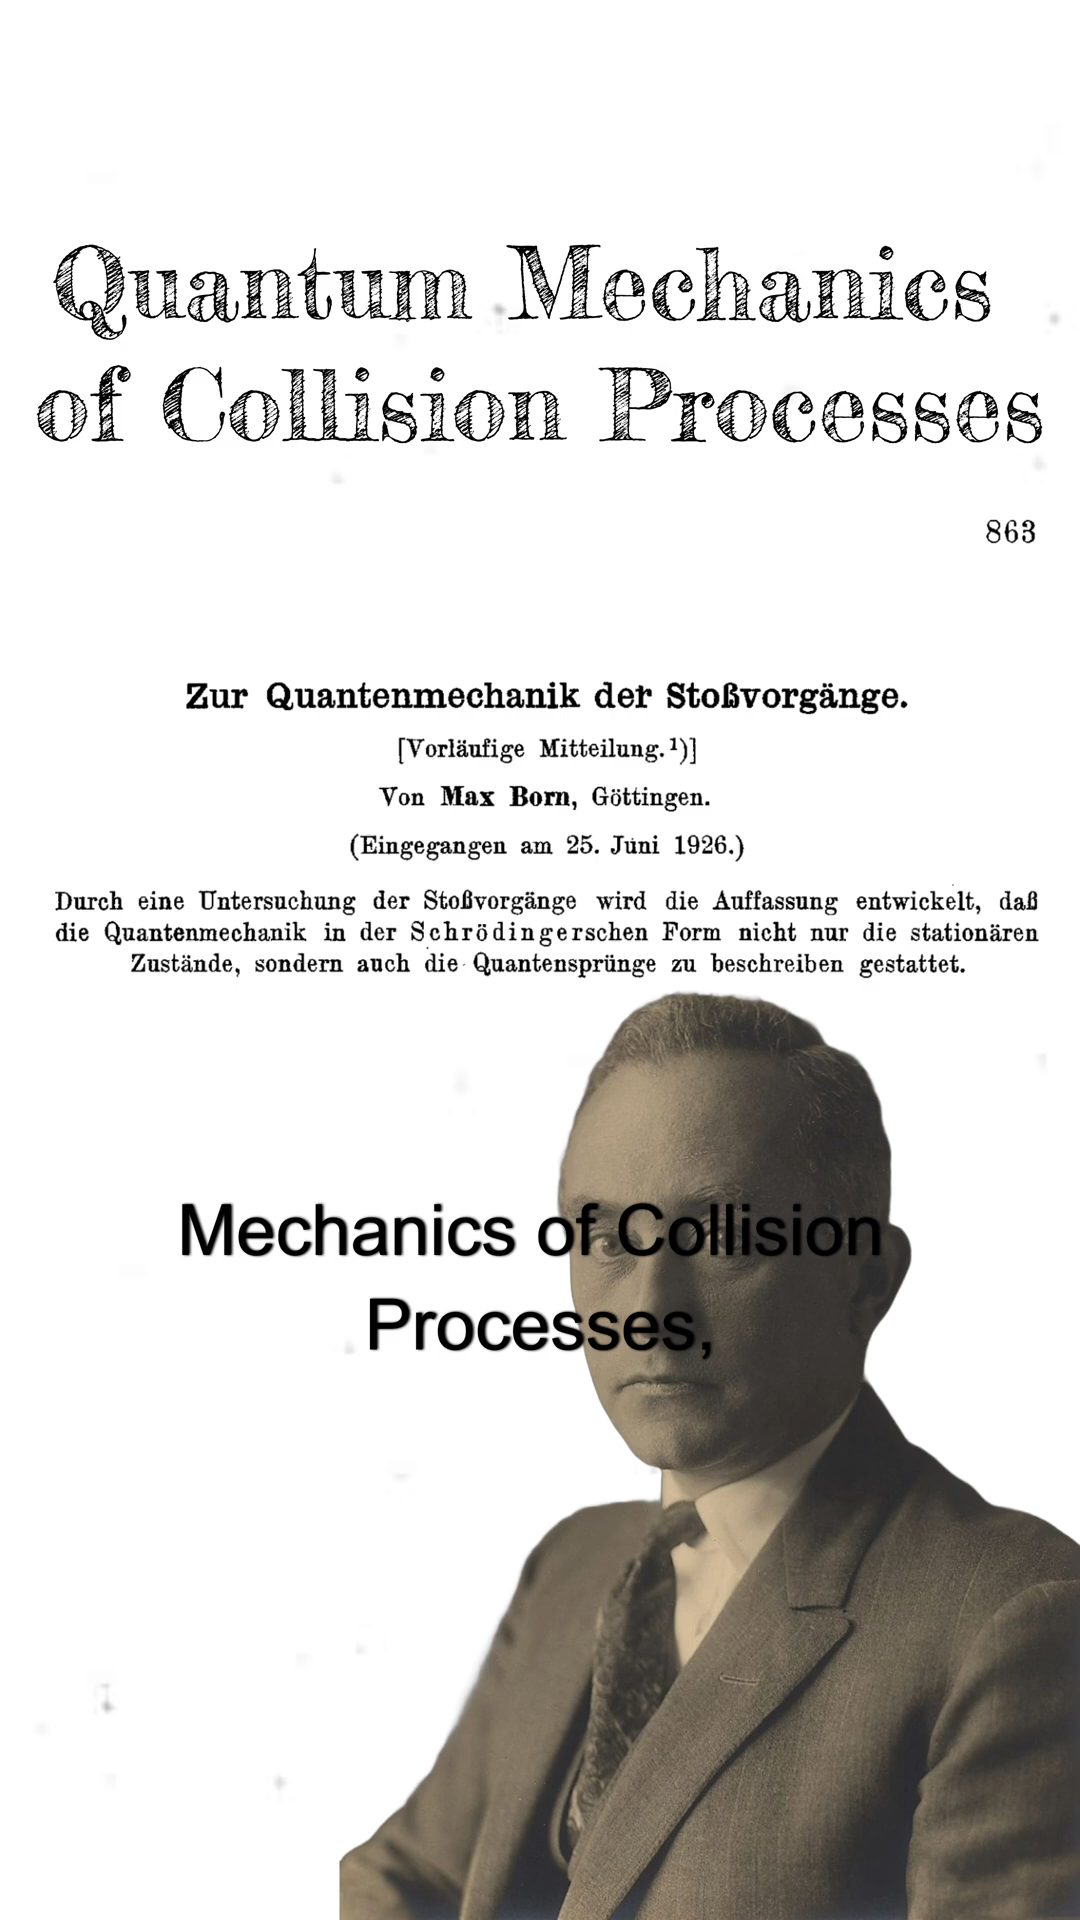 Quantum Mechanics
of Collision Processes
863
Zur Quantenmechanik der Stoßvorgänge.
[Vorläufige Mitteilung.¹)]
Von Max Born, Göttingen.
(Eingegangen am 25. Juni 1926.)
Durch eine Untersuchung der Stoßvorgänge wird die Auffassung entwickelt, daß
die Quantenmechanik in der Schrödingerschen Form nicht nur die stationären
Zustände, sondern auch die Quantensprünge zu beschreiben gestattet.
Mechanics of Collision
Processes,